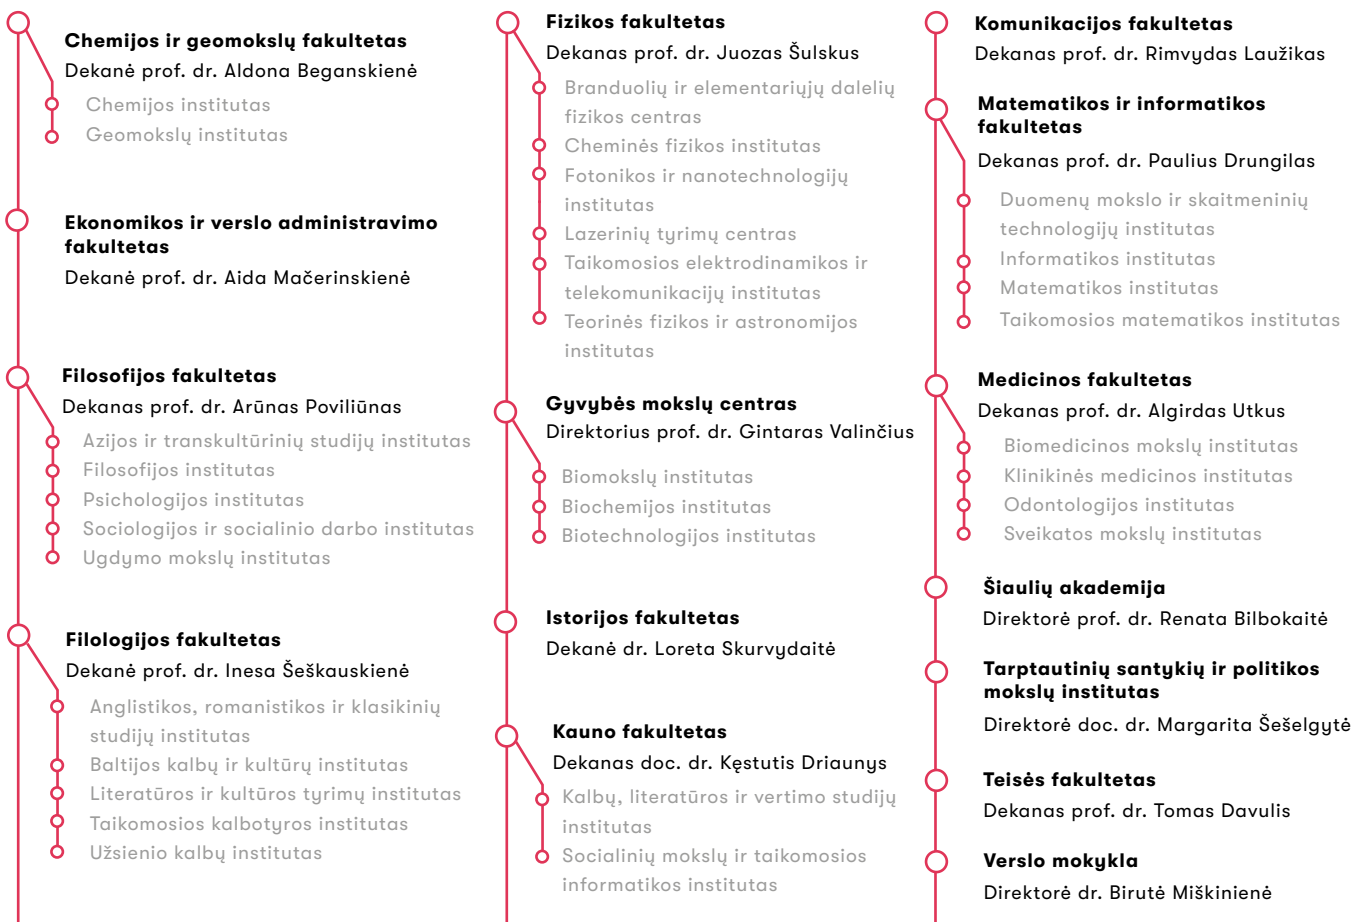 Chemijos ir geomokslų fakultetas
Dekanė prof. dr. Aldona Beganskienė
Chemijos institutas
Geomokslų institutas
Ekonomikos ir verslo administravimo
fakultetas
Dekanė prof. dr. Aida Mačerinskienė
Filosofijos fakultetas
Dekanas prof. dr. Arūnas Poviliūnas
Azijos ir transkultūrinių studijų institutas
Filosofijos institutas
Psichologijos institutas
Sociologijos ir socialinio darbo institutas
Ugdymo mokslų institutas
Filologijos fakultetas
Dekanė prof. dr. Inesa Šeškauskienė
Anglistikos, romanistikos ir klasikinių
studijų institutas
Baltijos kalbų ir kultūrų institutas
Literatūros ir kultūros tyrimų institutas
Taikomosios kalbotyros institutas
Užsienio kalbų institutas
Fizikos fakultetas
Dekanas prof. dr. Juozas Šulskus
Branduolių ir elementariųjų dalelių
fizikos centras
Cheminės fizikos institutas
Fotonikos ir nanotechnologijų
institutas
Lazerinių tyrimų centras
Taikomosios elektrodinamikos ir
telekomunikacijų institutas
Teorinės fizikos ir astronomijos
institutas
Gyvybės mokslų centras
Direktorius prof. dr. Gintaras Valinčius
Biomokslų institutas
Biochemijos institutas
Biotechnologijos institutas
Istorijos fakultetas
Dekanė dr. Loreta Skurvydaitė
Kauno fakultetas
Dekanas doc. dr. Kęstutis Driaunys
Kalbų, literatūros ir vertimo studijų
institutas
Socialinių mokslų ir taikomosios
informatikos institutas
Komunikacijos fakultetas
Dekanas prof. dr. Rimvydas Laužikas
Matematikos ir informatikos
fakultetas
Dekanas prof. dr. Paulius Drungilas
Duomenų mokslo ir skaitmeninių
technologijų institutas
Informatikos institutas
Matematikos institutas
Taikomosios matematikos institutas
Medicinos fakultetas
Dekanas prof. dr. Algirdas Utkus
Biomedicinos mokslų institutas
Klinikinės medicinos institutas
Odontologijos institutas
Sveikatos mokslų institutas
Šiaulių akademija
Direktorė prof. dr. Renata Bilbokaitė
Tarptautinių santykių ir politikos
mokslų institutas
Direktorė doc. dr. Margarita Šešelgytė
Teisės fakultetas
Dekanas prof. dr. Tomas Davulis
Verslo mokykla
Direktorė dr. Birutė Miškinienė